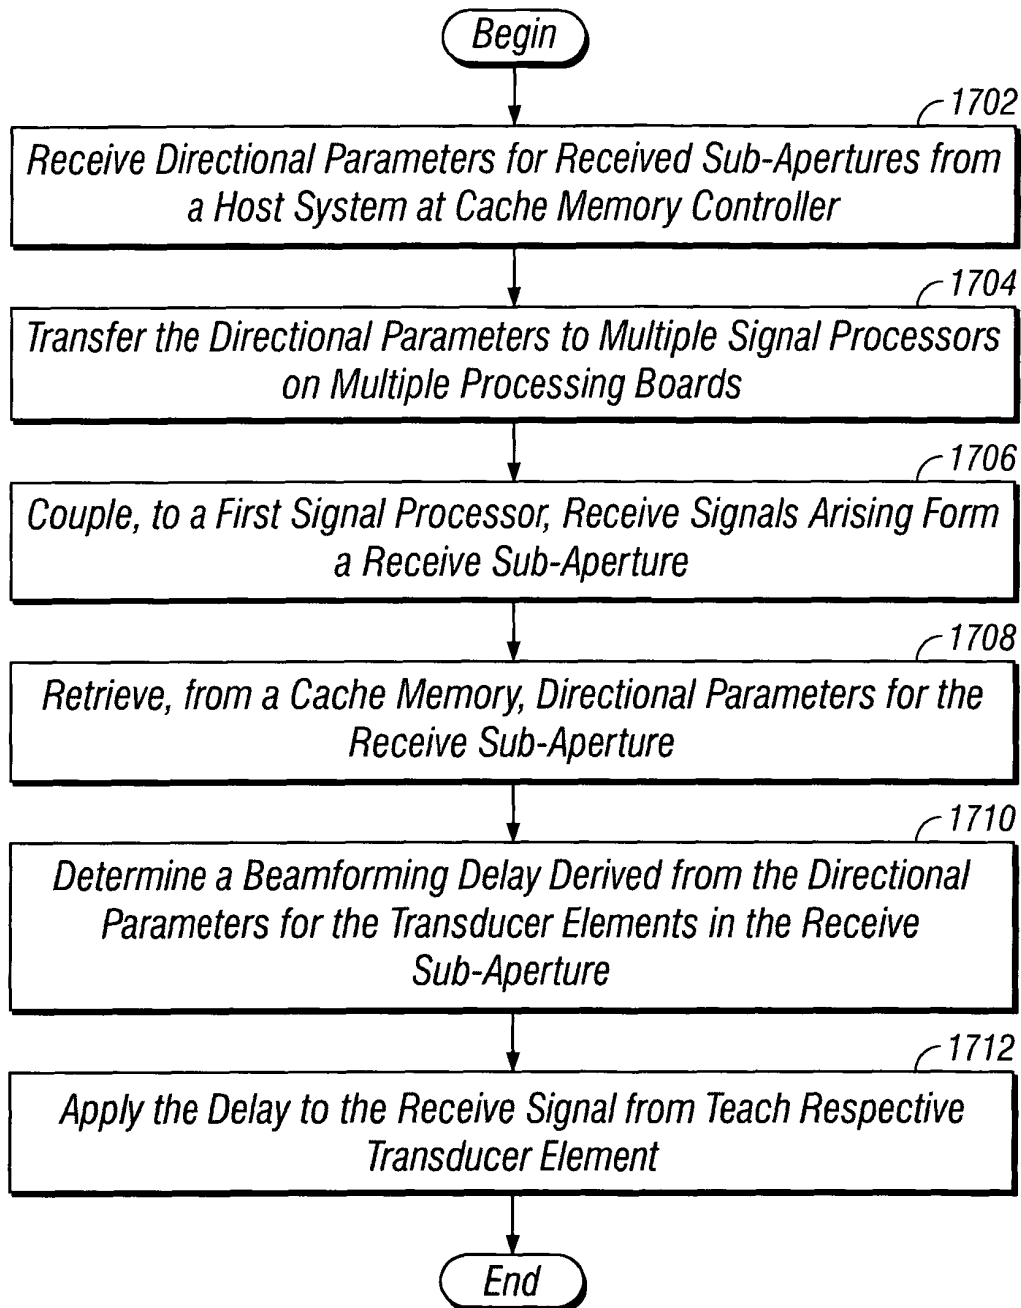 Begin
1702
Receive Directional Parameters for Received Sub-Apertures from
a Host System at Cache Memory Controller
1704
Transfer the Directional Parameters to Multiple Signal Processors
on Multiple Processing Boards
1706
Couple, to a First Signal Processor, Receive Signals Arising Form
a Receive Sub-Aperture
1708
Retrieve, from a Cache Memory, Directional Parameters for the
Receive Sub-Aperture
1710
Determine a Beamforming Delay Derived from the Directional
Parameters for the Transducer Elements in the Receive
Sub-Aperture
1712
Apply the Delay to the Receive Signal from Teach Respective
Transducer Element
End